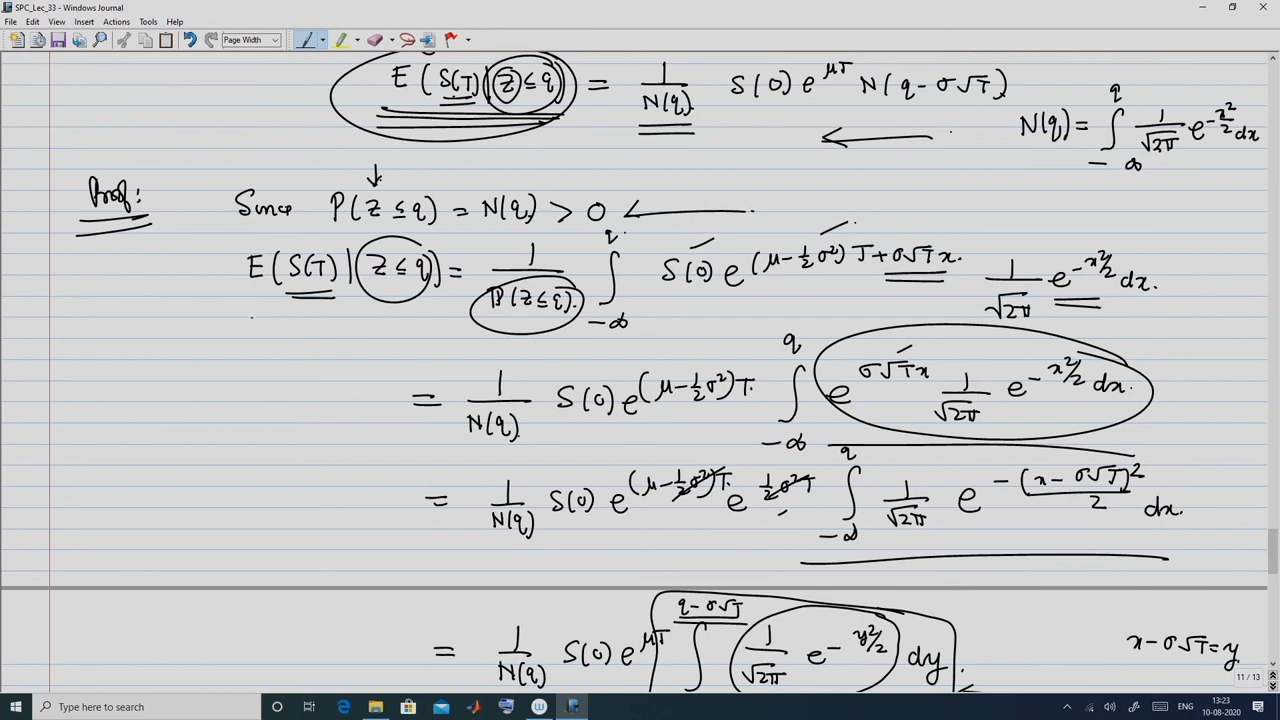 SPC_Lec_33 - Windows Journal
File Edit View Insert Actions Tools Help
Page Width
E(S(T)|Z≤q) = 1/N(q) S(0) e^{μT} N(q-σ√T)
N(q) = ∫_{-∞}^{q} 1/√2π e^{-x²/2} dx
Proof: Since P(Z≤q) = N(q) > 0
E(S(T)|Z≤q) = 1/P(Z≤q) ∫_{-∞}^{q} S(0) e^{(μ-½σ²)T+σ√T x} 1/√2π e^{-x²/2} dx.
= 1/N(q) S(0) e^{(μ-½σ²)T} ∫_{-∞}^{q} e^{σ√T x} 1/√2π e^{-x²/2} dx.
= 1/N(q) S(0) e^{(μ-½σ²)T} e^{½σ²T} ∫_{-∞}^{q} 1/√2π e^{-(x-σ√T)²/2} dx.
= 1/N(q) S(0) e^{μT} ∫^{q-σ√T} 1/√2π e^{-y²/2} dy
x-σ√T=y
11 / 13
Type here to search
ENG
13:23
10-08-2020